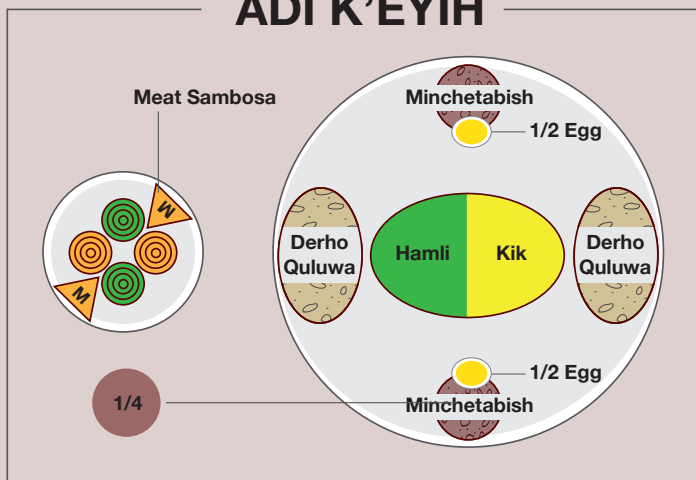 ADI K'EYIH
Meat Sambosa
M
M
1/4
Minchetabish
1/2 Egg
Derho
Quluwa
Hamli
Kik
Derho
Quluwa
1/2 Egg
Minchetabish